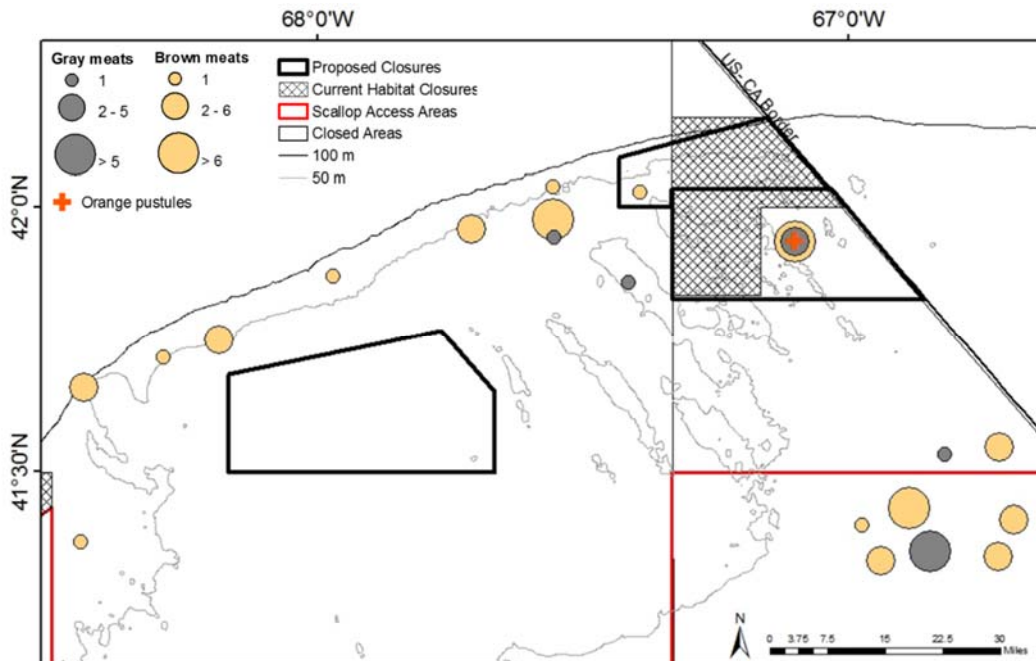 68°0'W 67°0'W
Gray meats Brown meats
1 1
2 - 5 2 - 6
> 5 > 6
Orange pustules
Proposed Closures
Current Habitat Closures
Scallop Access Areas
Closed Areas
100 m
50 m
US- CA Border
42°0'N
41°30'N
N
0 3.75 7.5 15 22.5 30
Miles